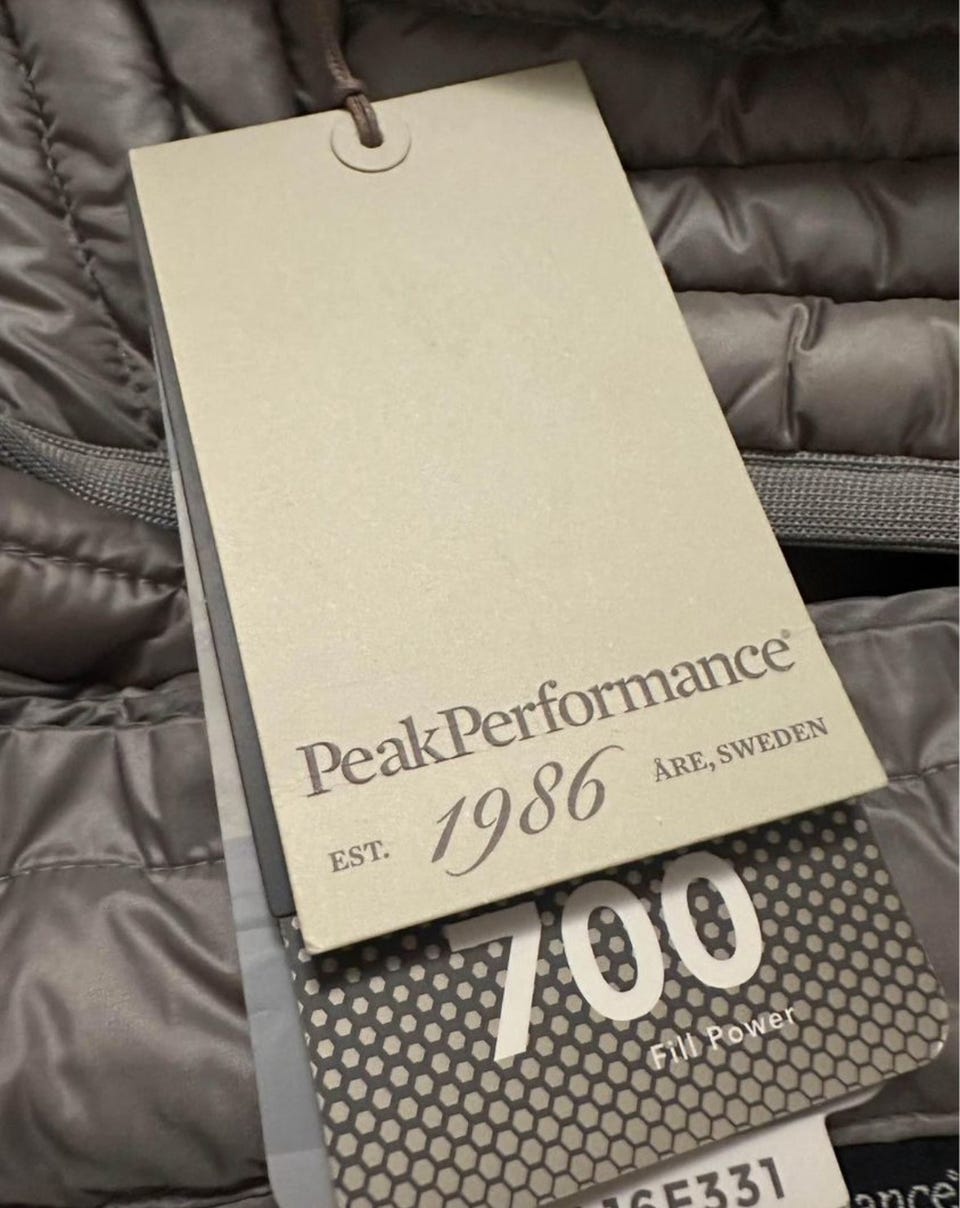 PeakPerformance®
EST. 1986 ÅRE, SWEDEN
700
Fill Power